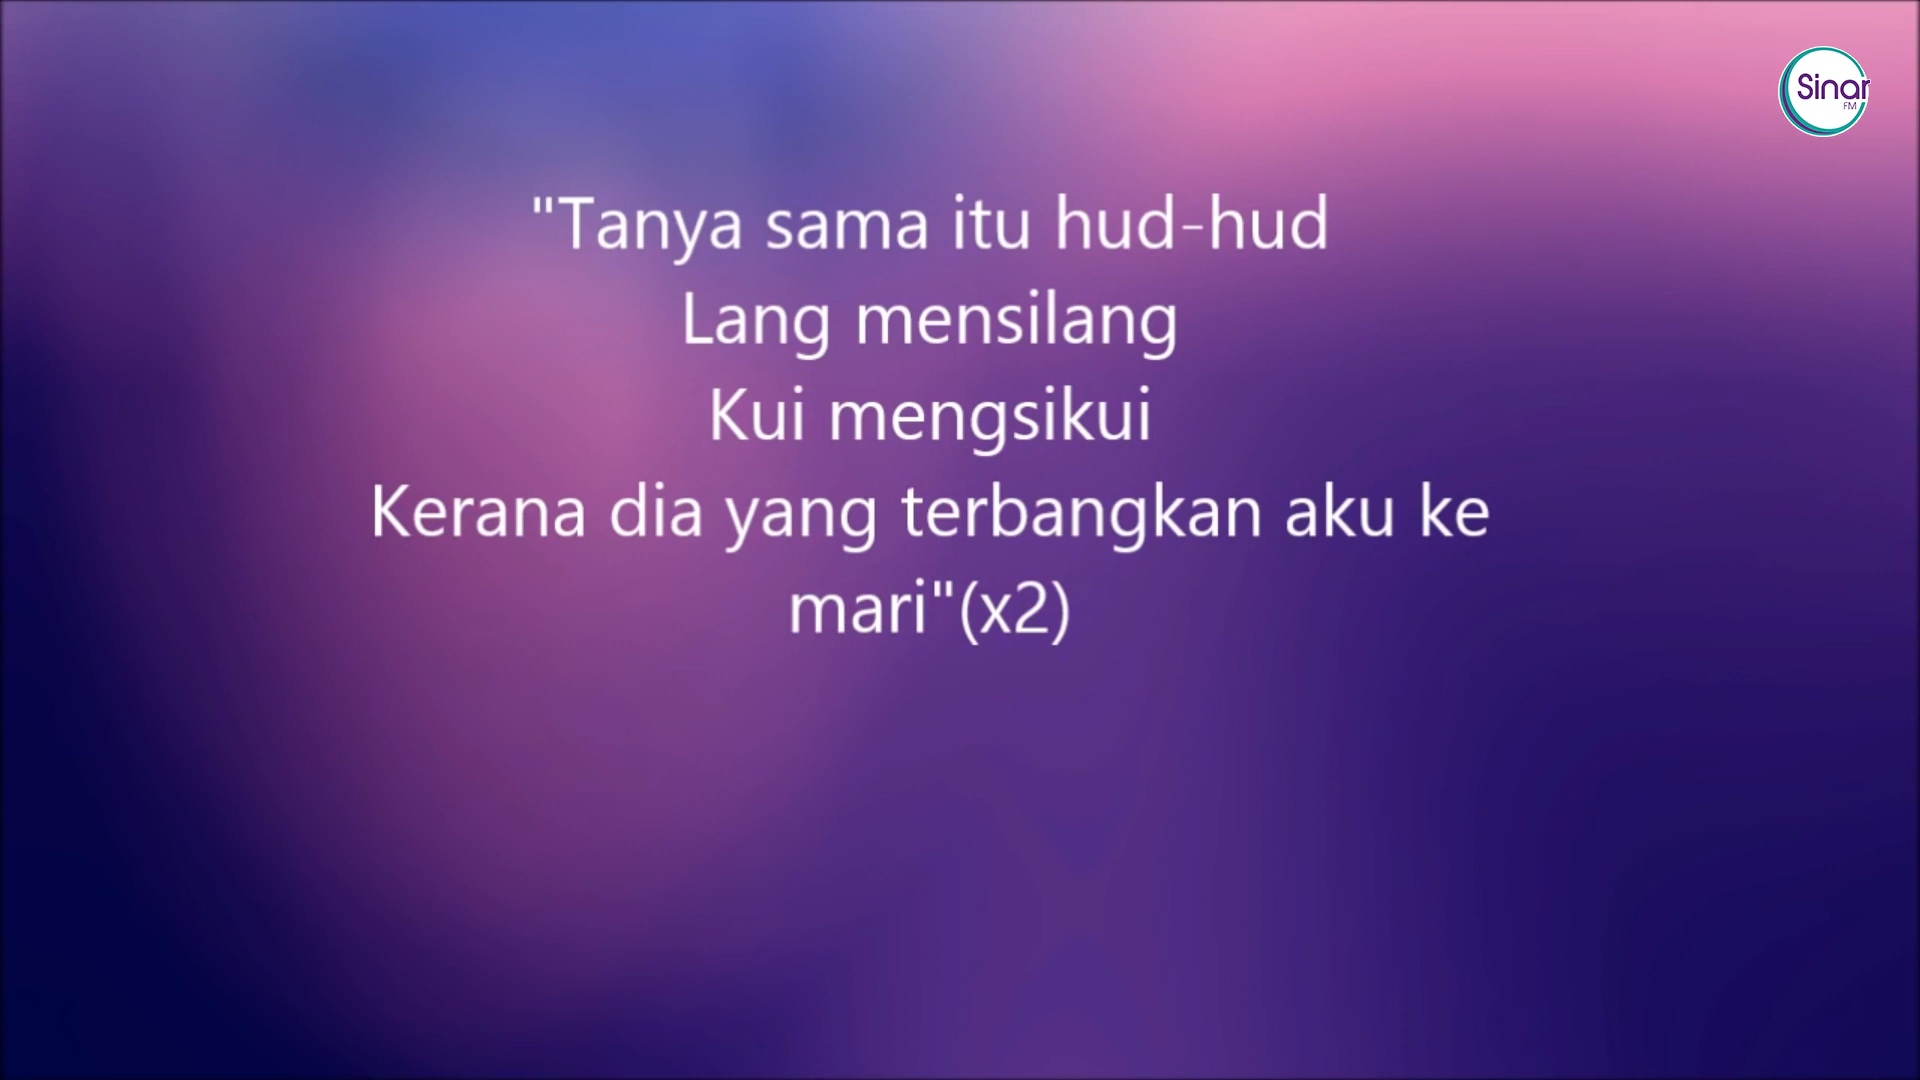 Sinar
FM
"Tanya sama itu hud-hud
Lang mensilang
Kui mengsikui
Kerana dia yang terbangkan aku ke
mari"(x2)